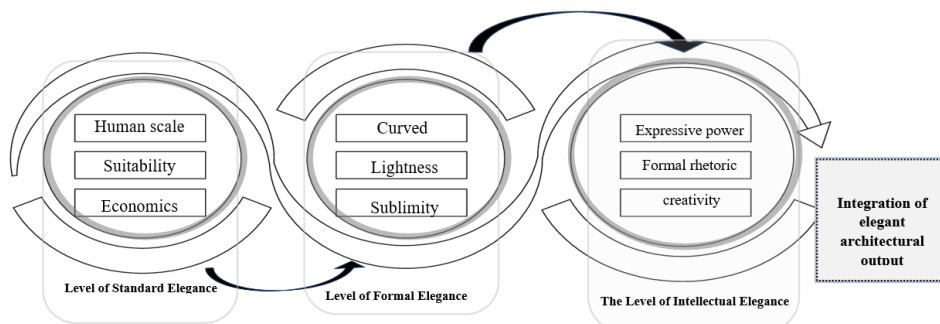 Human scale
Suitability
Economics
Level of Standard Elegance
Curved
Lightness
Sublimity
Level of Formal Elegance
Expressive power
Formal rhetoric
creativity
The Level of Intellectual Elegance
Integration of
elegant
architectural
output